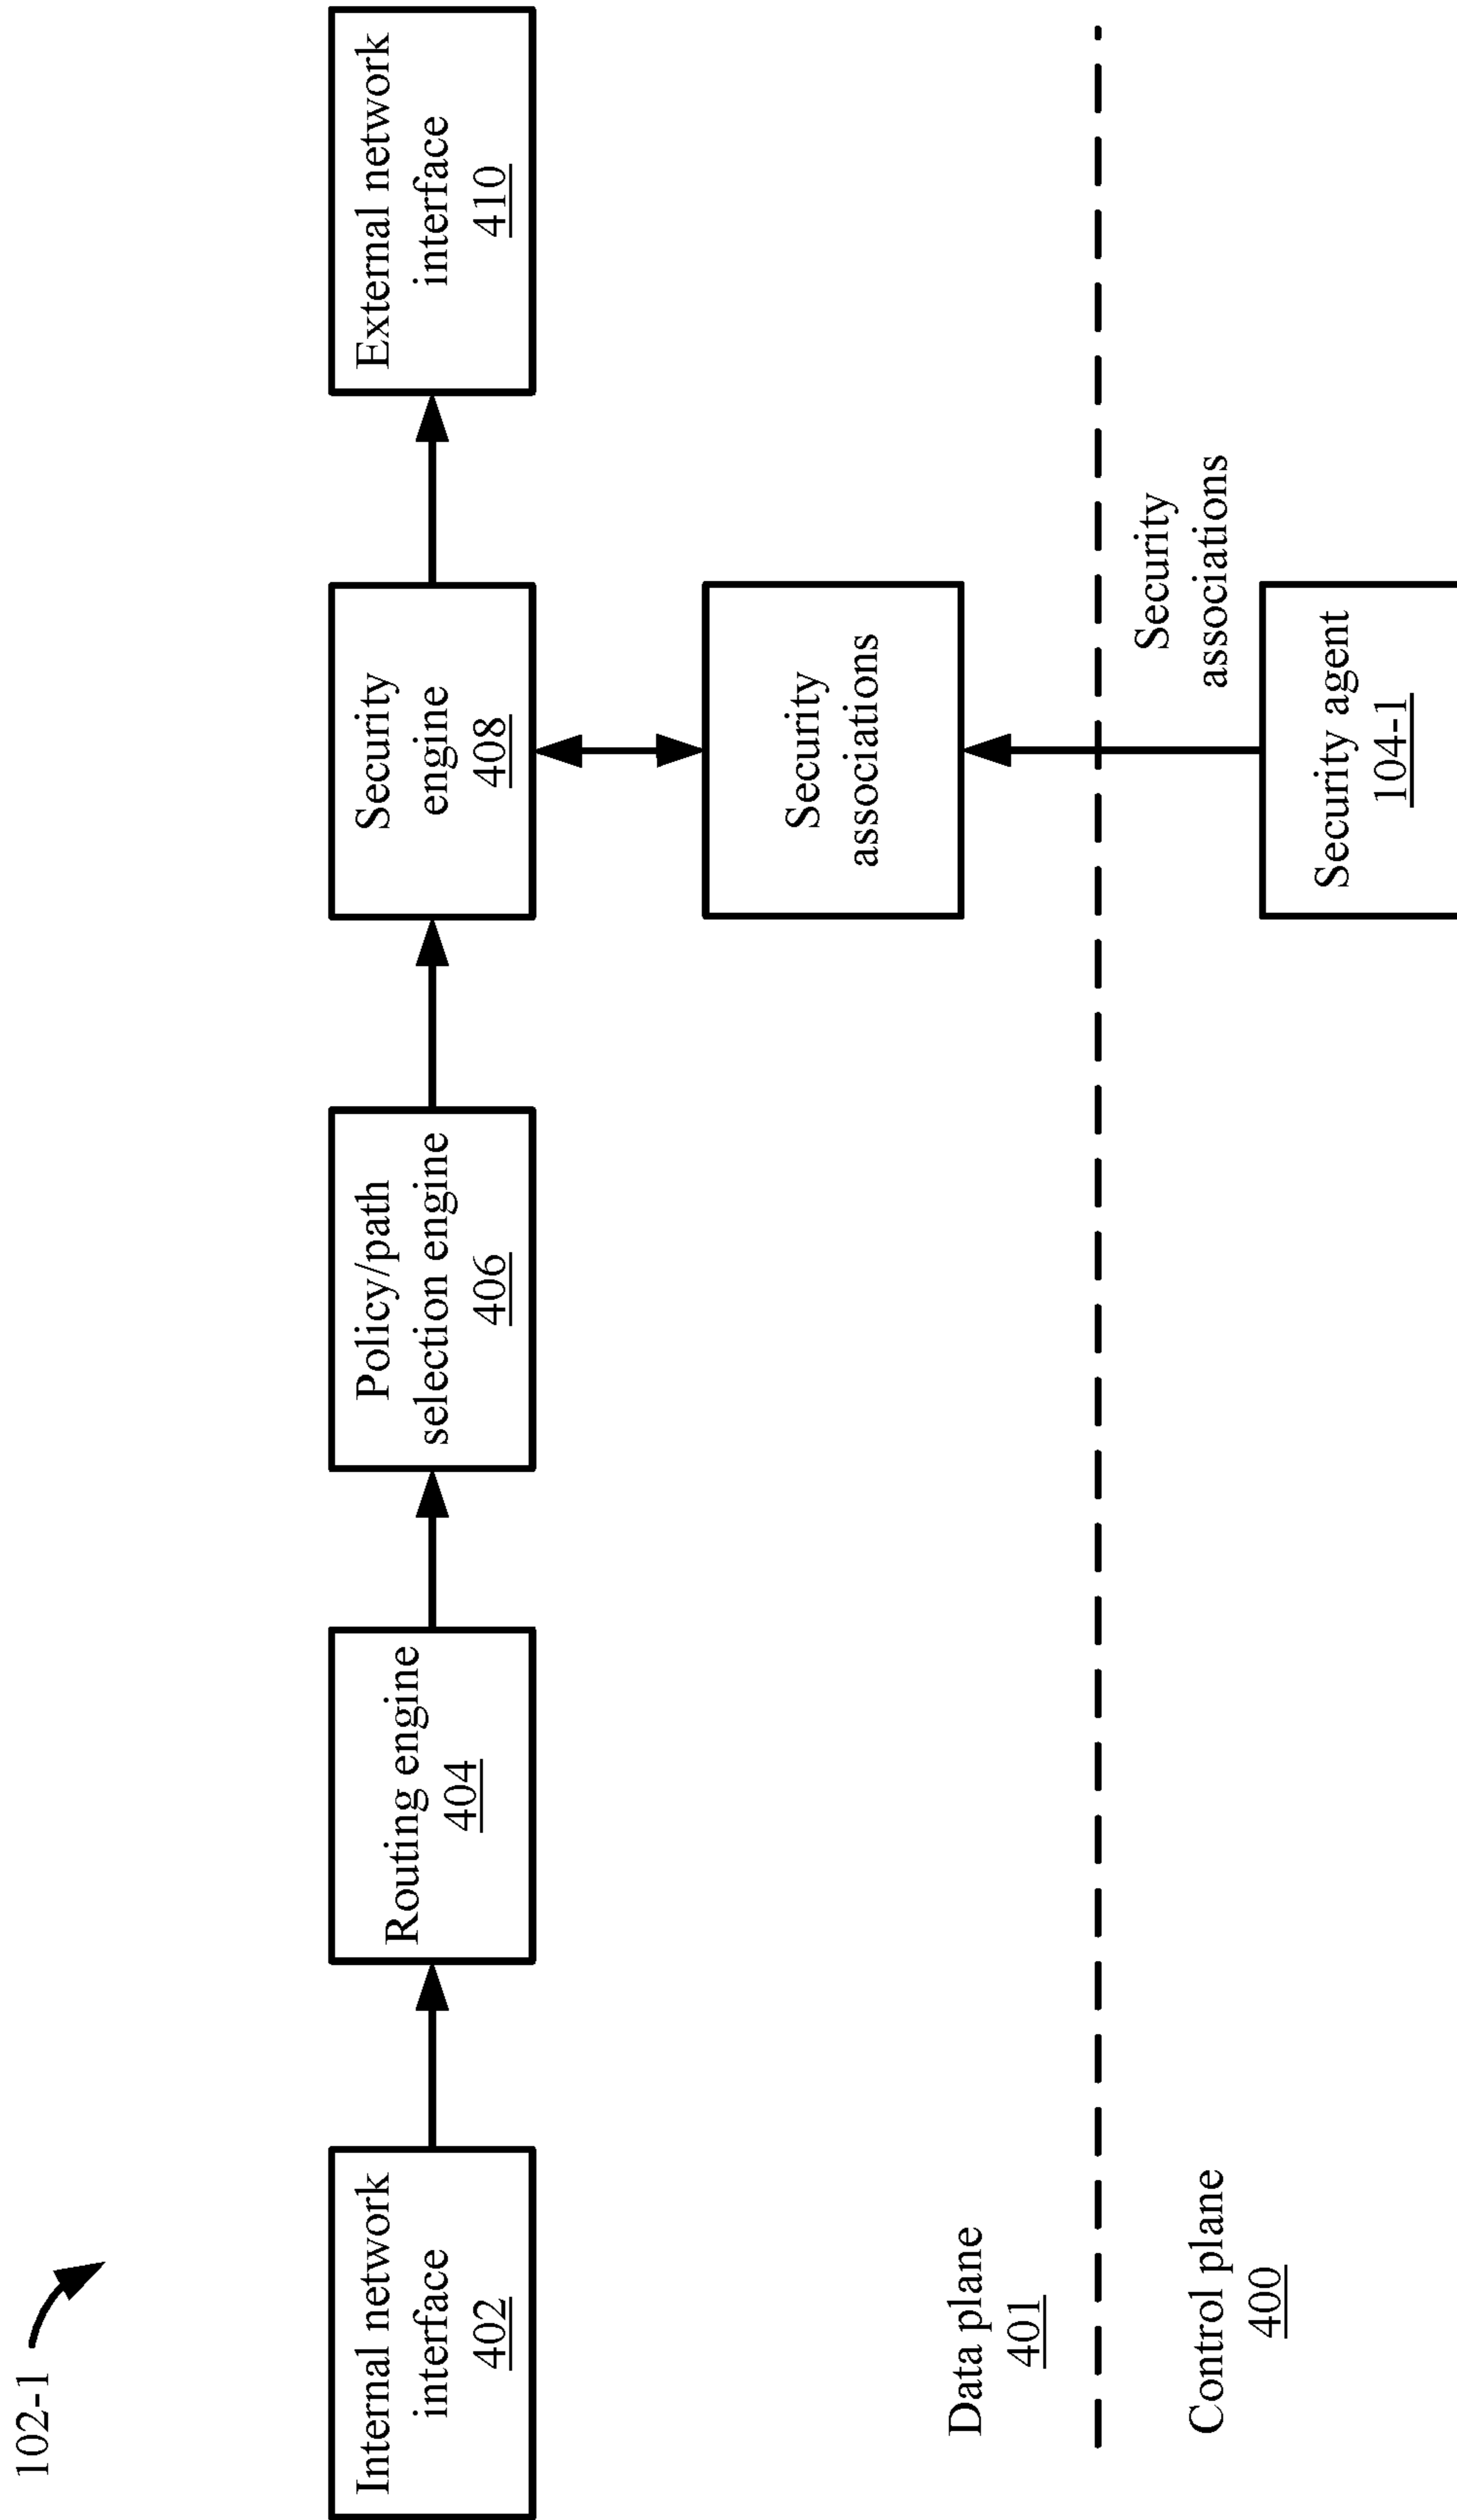 102-1
Internal network
interface
402
Routing engine
404
Policy/path
selection engine
406
Security
engine
408
External network
interface
410
Security
associations
Data plane
401
Security
associations
Control plane
400
Security agent
104-1